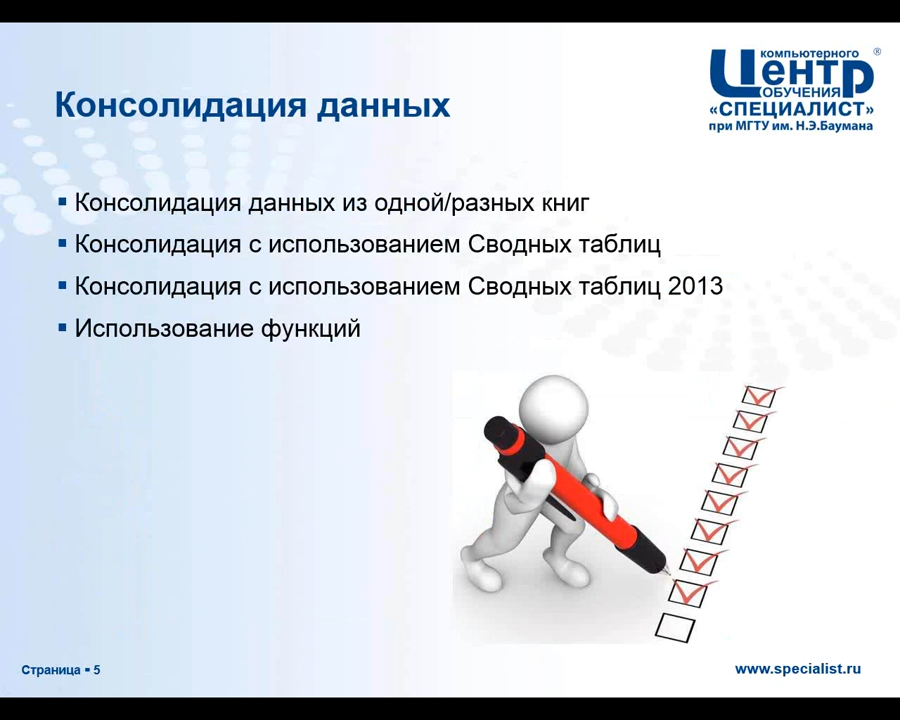 компьютерного
Центр®
ОБУЧЕНИЯ
«СПЕЦИАЛИСТ»
при МГТУ им. Н.Э.Баумана
Консолидация данных
▪ Консолидация данных из одной/разных книг
▪ Консолидация с использованием Сводных таблиц
▪ Консолидация с использованием Сводных таблиц 2013
▪ Использование функций
Страница ▪ 5
www.specialist.ru